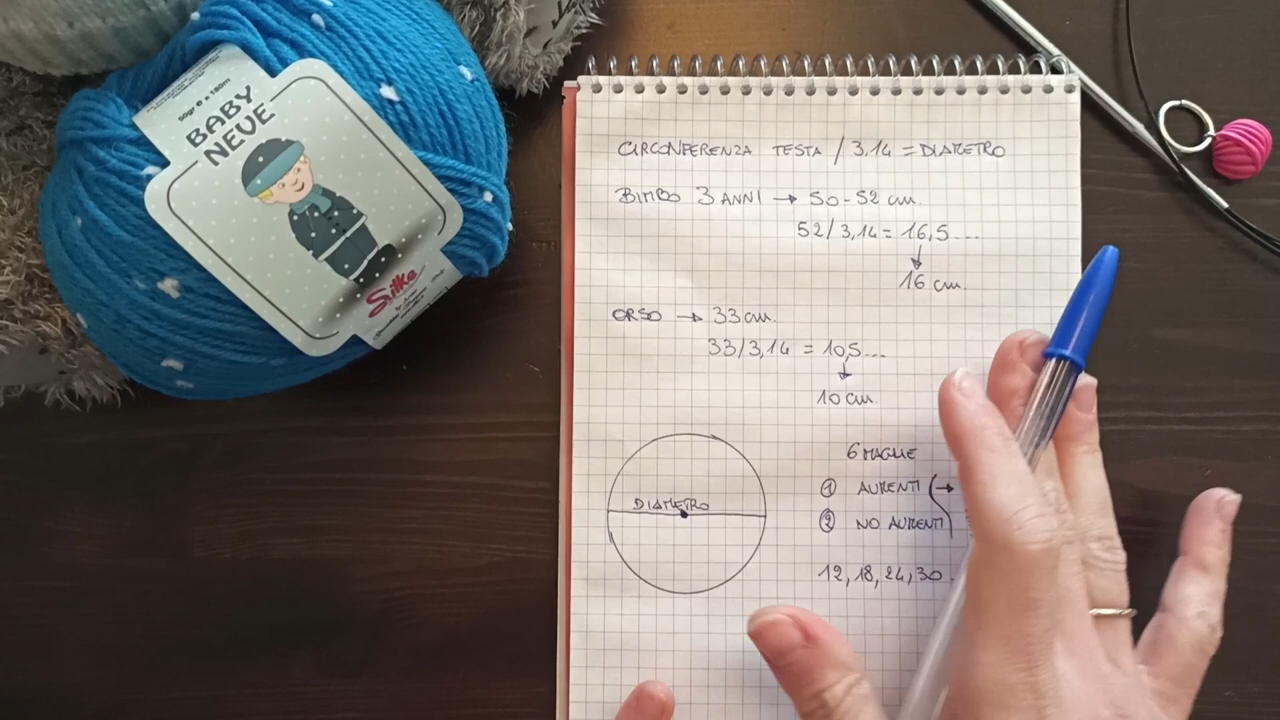 50gr e = 180m
BABY
NEVE
Silke
CIRCONFERENZA TESTA / 3,14 = DIAMETRO
BIMBO 3 ANNI → 50-52 cm.
52/3,14 = 16,5...
16 cm.
ORSO → 33 cm.
33/3,14 = 10,5...
10 cm.
6 MAGLIE
DIAMETRO
① AUMENTI →
② NO AUMENTI
12, 18, 24, 30.